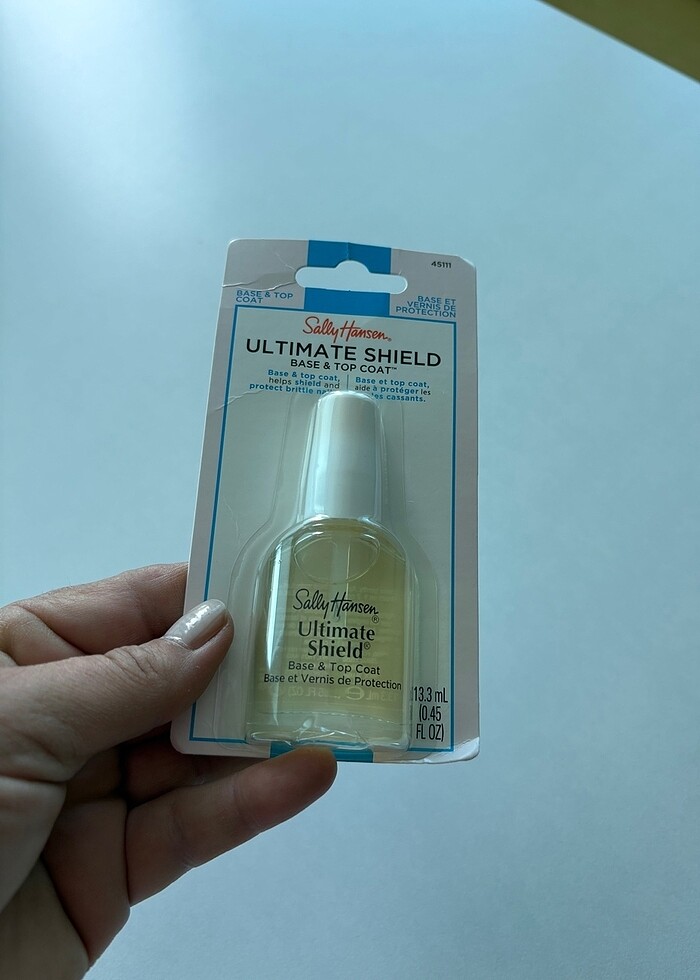 45111
BASE & TOP
COAT
BASE ET
VERNIS DE
PROTECTION
Sally Hansen®
ULTIMATE SHIELD
BASE & TOP COAT™
Base & top coat,
helps shield and
protect brittle
Base et top coat,
aide à protéger les
cassants.
Sally Hansen®
Ultimate
Shield®
Base & Top Coat
Base et Vernis de Protection
13.3 mL
(0.45
FL OZ)